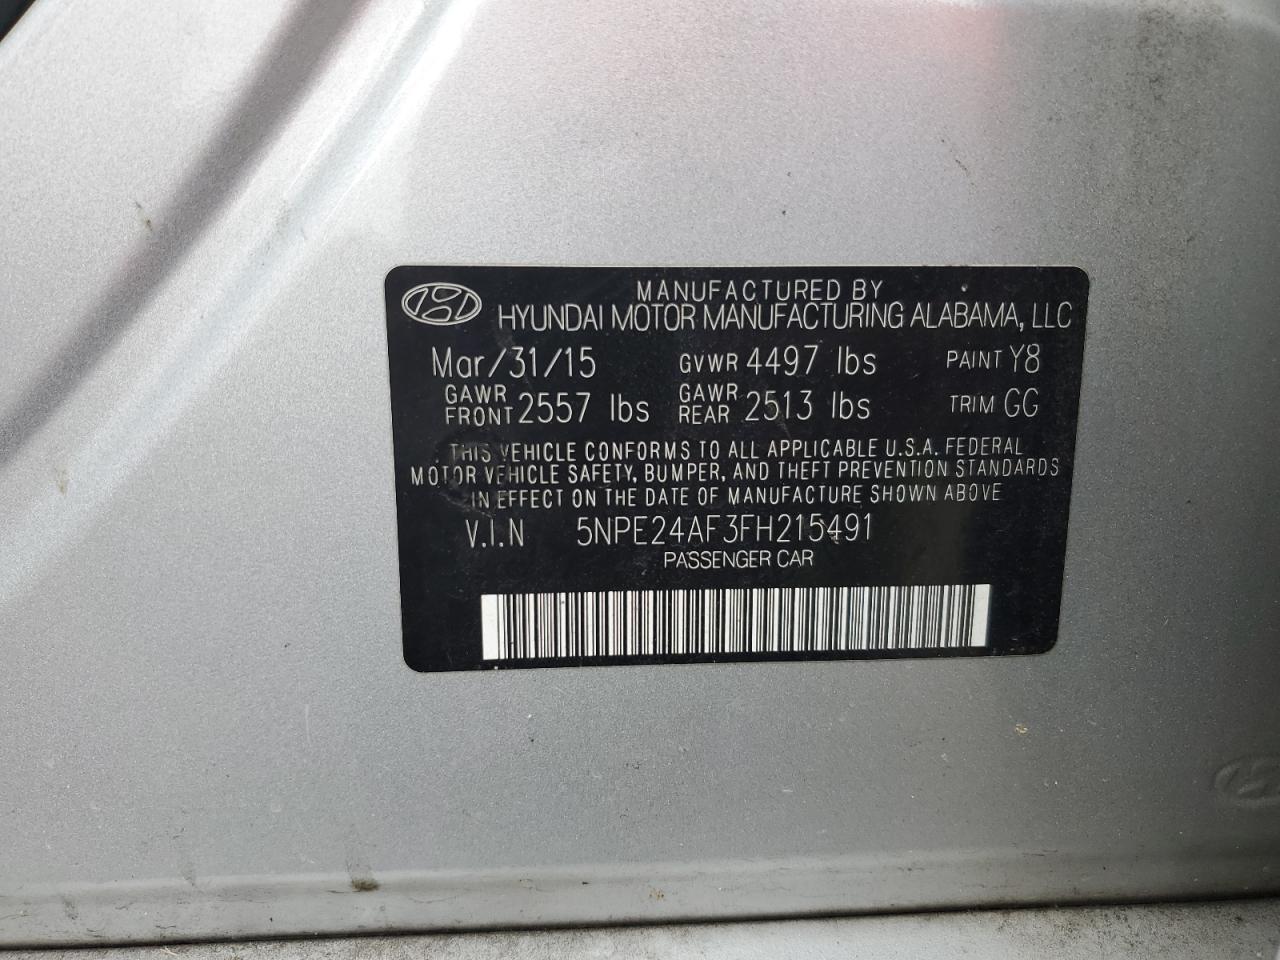 MANUFACTURED BY
HYUNDAI MOTOR MANUFACTURING ALABAMA, LLC
Mar/31/15 GVWR 4497 lbs PAINT Y8
GAWR FRONT 2557 lbs GAWR REAR 2513 lbs TRIM GG
THIS VEHICLE CONFORMS TO ALL APPLICABLE U.S.A. FEDERAL
MOTOR VEHICLE SAFETY, BUMPER, AND THEFT PREVENTION STANDARDS
IN EFFECT ON THE DATE OF MANUFACTURE SHOWN ABOVE
V.I.N 5NPE24AF3FH215491
PASSENGER CAR